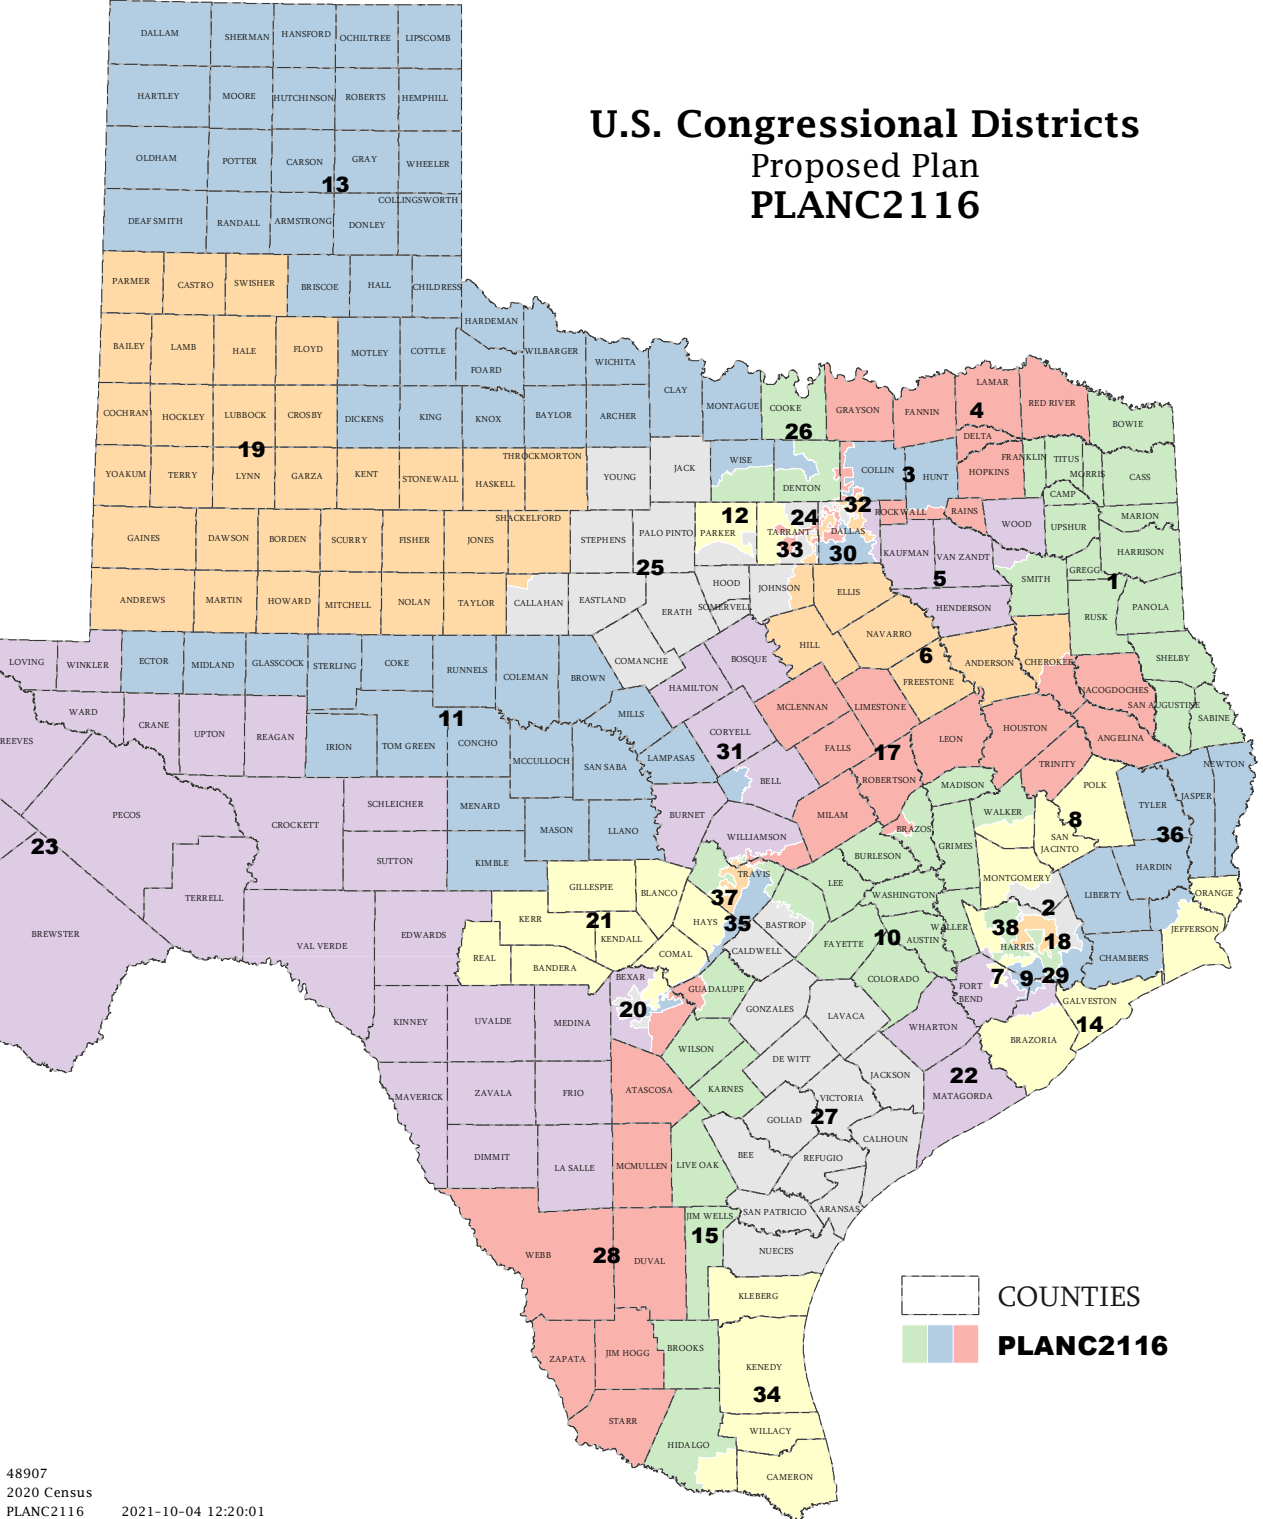 U.S. Congressional Districts
Proposed Plan
PLANC2116
DALLAM
SHERMAN
HANSFORD
OCHILTREE
LIPSCOMB
HARTLEY
MOORE
HUTCHINSON
ROBERTS
HEMPHILL
OLDHAM
POTTER
CARSON
GRAY
WHEELER
13
COLLINGSWORTH
DEAF SMITH
RANDALL
ARMSTRONG
DONLEY
PARMER
CASTRO
SWISHER
BRISCOE
HALL
CHILDRESS
HARDEMAN
BAILEY
LAMB
HALE
FLOYD
MOTLEY
COTTLE
FOARD
WILBARGER
WICHITA
CLAY
MONTAGUE
COOKE
26
GRAYSON
FANNIN
LAMAR
4
RED RIVER
BOWIE
COCHRAN
HOCKLEY
LUBBOCK
CROSBY
DICKENS
KING
KNOX
BAYLOR
ARCHER
19
DELTA
THROCKMORTON
YOUNG
JACK
WISE
DENTON
COLLIN
3
HUNT
HOPKINS
FRANKLIN
TITUS
MORRIS
CASS
CAMP
YOAKUM
TERRY
LYNN
GARZA
KENT
STONEWALL
HASKELL
SHACKELFORD
GAINES
DAWSON
BORDEN
SCURRY
FISHER
JONES
STEPHENS
PALO PINTO
12
PARKER
24
TARRANT
33
32
DALLAS
30
ROCKWALL
RAINS
WOOD
UPSHUR
MARION
HARRISON
KAUFMAN
VAN ZANDT
5
SMITH
GREGG
1
25
ANDREWS
MARTIN
HOWARD
MITCHELL
NOLAN
TAYLOR
CALLAHAN
EASTLAND
ERATH
HOOD
SOMERVELL
JOHNSON
ELLIS
HENDERSON
RUSK
PANOLA
LOVING
WINKLER
ECTOR
MIDLAND
GLASSCOCK
STERLING
COKE
RUNNELS
COLEMAN
BROWN
COMANCHE
BOSQUE
HILL
NAVARRO
6
FREESTONE
ANDERSON
CHEROKEE
SHELBY
HAMILTON
NACOGDOCHES
SAN AUGUSTINE
SABINE
WARD
CRANE
UPTON
REAGAN
IRION
11
TOM GREEN
CONCHO
MILLS
MCLENNAN
LIMESTONE
REEVES
MCCULLOCH
SAN SABA
LAMPASAS
CORYELL
31
BELL
FALLS
17
ROBERTSON
LEON
HOUSTON
TRINITY
ANGELINA
NEWTON
PECOS
SCHLEICHER
MENARD
MASON
LLANO
BURNET
WILLIAMSON
MILAM
BRAZOS
MADISON
WALKER
POLK
8
TYLER
JASPER
36
CROCKETT
SUTTON
KIMBLE
23
TERRELL
BURLESON
GRIMES
SAN
JACINTO
HARDIN
MONTGOMERY
GILLESPIE
BLANCO
TRAVIS
37
35
LEE
WASHINGTON
LIBERTY
ORANGE
2
KERR
21
KENDALL
HAYS
BASTROP
WALLER
38
HARRIS
18
JEFFERSON
BREWSTER
VAL VERDE
EDWARDS
REAL
BANDERA
COMAL
CALDWELL
FAYETTE
10
AUSTIN
COLORADO
CHAMBERS
7
9
29
FORT
BEND
GALVESTON
14
BEXAR
20
GUADALUPE
GONZALES
LAVACA
WHARTON
BRAZORIA
KINNEY
UVALDE
MEDINA
WILSON
DE WITT
JACKSON
22
MATAGORDA
MAVERICK
ZAVALA
FRIO
ATASCOSA
KARNES
VICTORIA
GOLIAD
27
CALHOUN
DIMMIT
LA SALLE
MCMULLEN
LIVE OAK
BEE
REFUGIO
SAN PATRICIO
ARANSAS
JIM WELLS
15
WEBB
28
DUVAL
NUECES
KLEBERG
COUNTIES
PLANC2116
ZAPATA
JIM HOGG
BROOKS
KENEDY
34
STARR
HIDALGO
WILLACY
CAMERON
48907
2020 Census
PLANC2116 2021-10-04 12:20:01